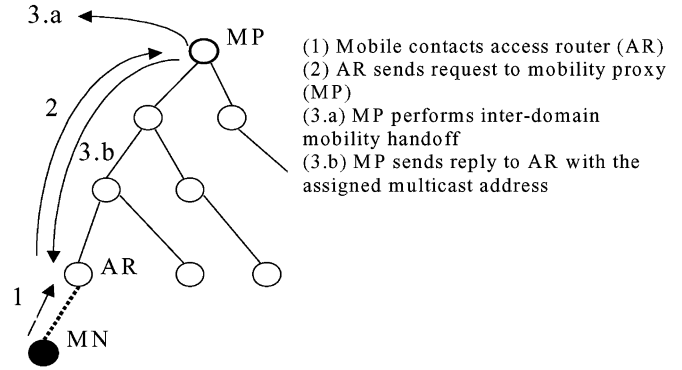 3.a
MP
(1) Mobile contacts access router (AR)
(2) AR sends request to mobility proxy
(MP)
(3.a) MP performs inter-domain
mobility handoff
(3.b) MP sends reply to AR with the
assigned multicast address
2
3.b
AR
1
MN